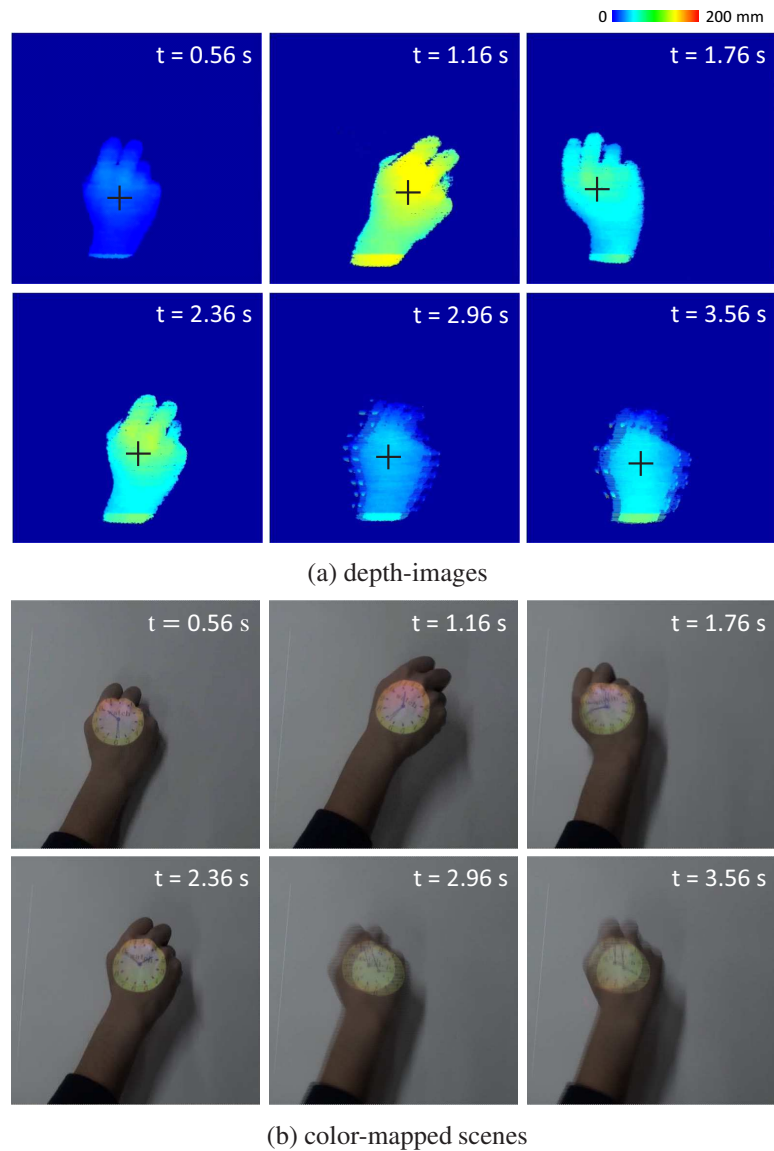 0 200 mm
t = 0.56 s t = 1.16 s t = 1.76 s
t = 2.36 s t = 2.96 s t = 3.56 s
(a) depth-images
t = 0.56 s t = 1.16 s t = 1.76 s
t = 2.36 s t = 2.96 s t = 3.56 s
(b) color-mapped scenes